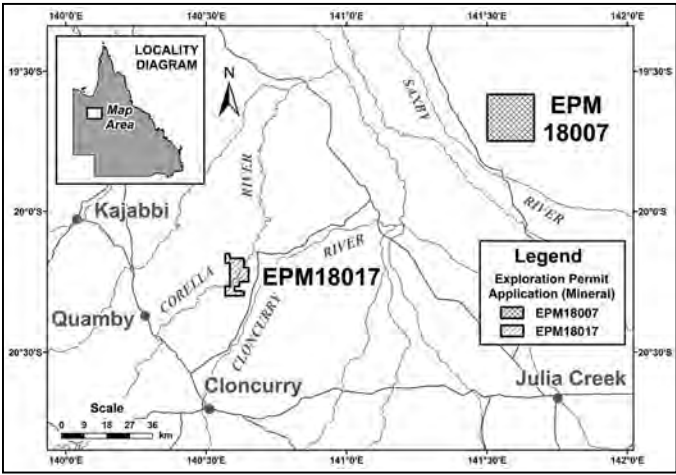 140°0'E 140°30'E 141°0'E 141°30'E 142°0'E
LOCALITY
DIAGRAM
Map
Area
N
19°30'S
19°30'S
SAXBY
RIVER
EPM
18007
RIVER
20°0'S
20°0'S
Kajabbi
RIVER
CORELLA
EPM18017
CLONCURRY
Legend
Exploration Permit
Application (Mineral)
EPM18007
EPM18017
Quamby
20°30'S
20°30'S
Cloncurry
Julia Creek
Scale
0 9 18 27 36
km
140°0'E 140°30'E 141°0'E 141°30'E 142°0'E